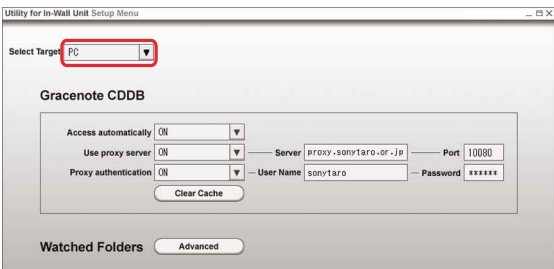 Utility for In-Wall Unit Setup Menu
Select Target PC
Gracenote CDDB
Access automatically ON
Use proxy server ON Server proxy.sonytaro.or.jp Port 10080
Proxy authentication ON User Name sonytaro Password ******
Clear Cache
Watched Folders Advanced